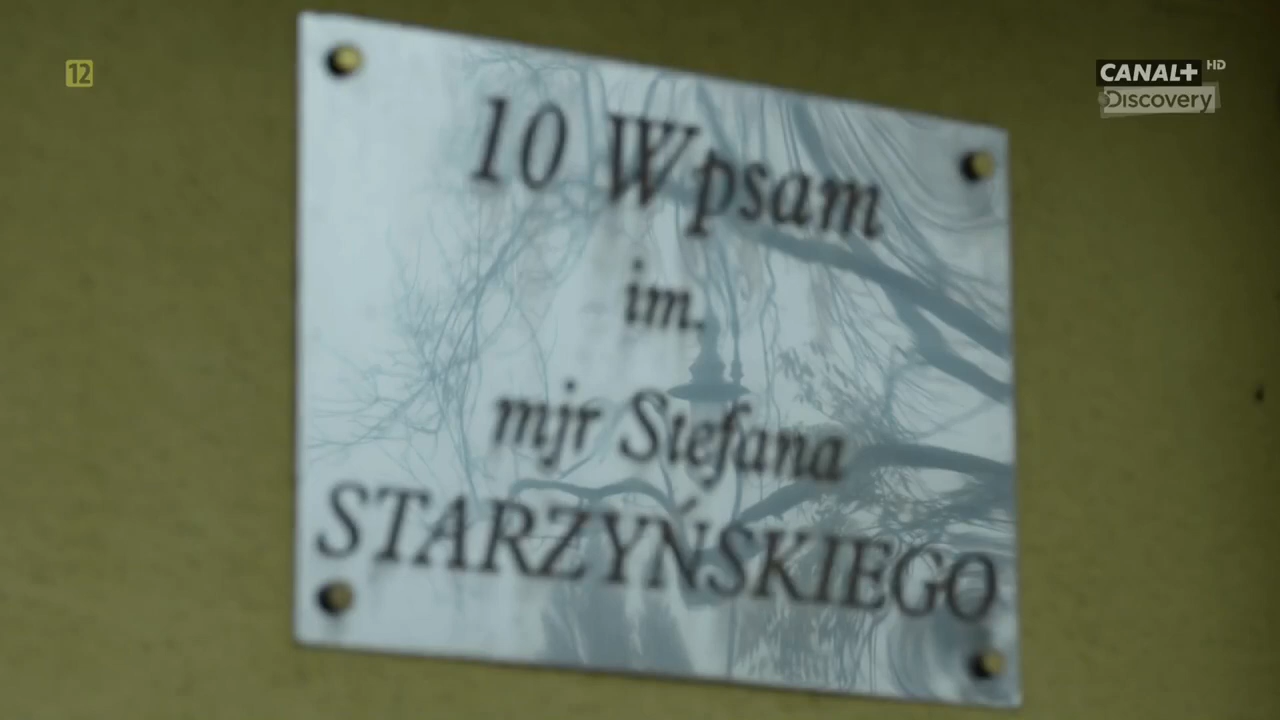 12
CANAL+ HD
Discovery
10 Wpsam
im.
mjr Stefana
STARZYŃSKIEGO